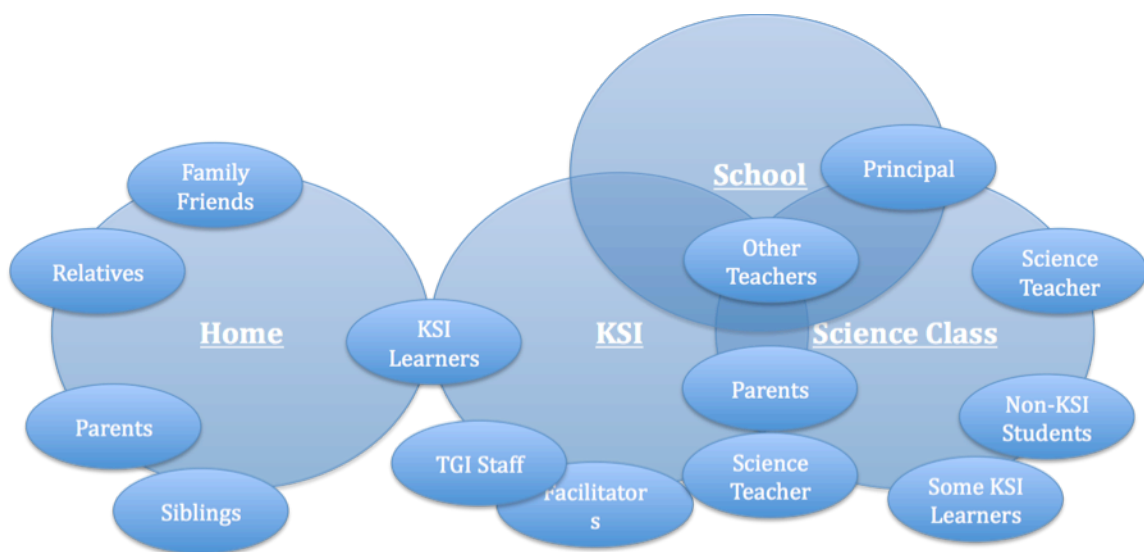 School
Principal
Family
Friends
Other
Teachers
Science
Teacher
Relatives
Home
KSI
Learners
KSI
Science Class
Parents
Parents
Non-KSI
Students
TGI Staff
Facilitator
s
Science
Teacher
Some KSI
Learners
Siblings